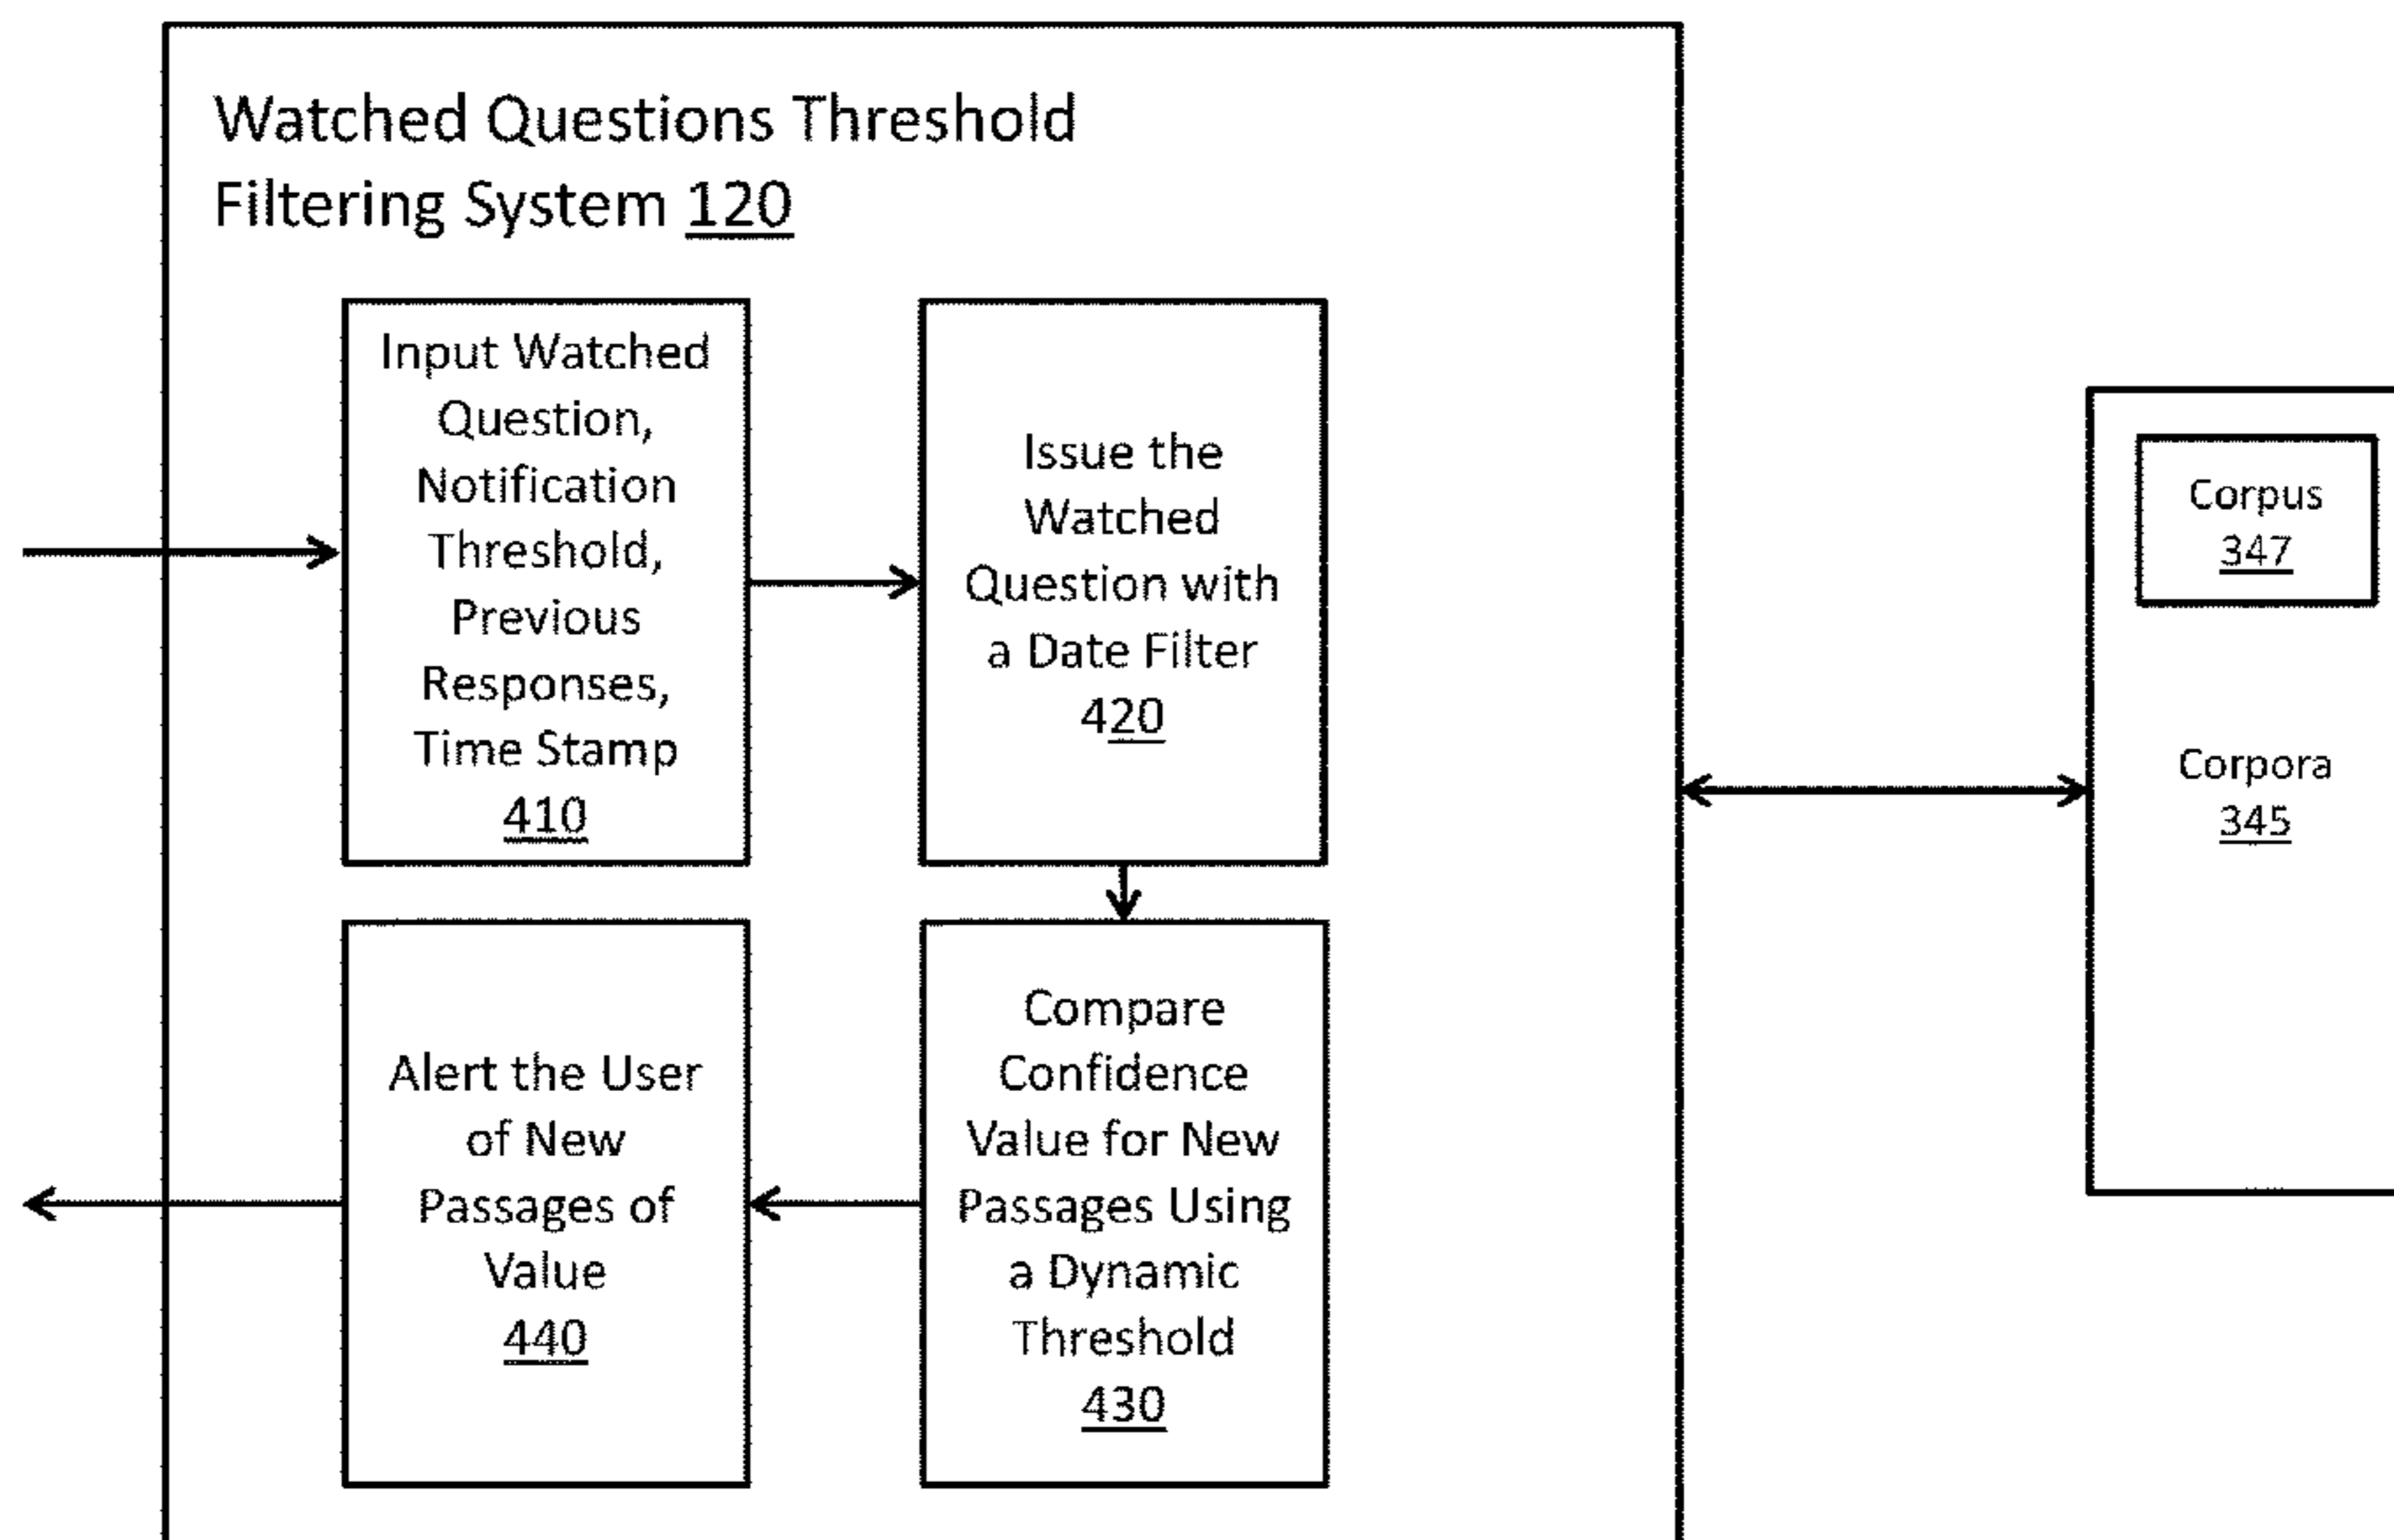 Watched Questions Threshold
Filtering System 120
Input Watched
Question,
Notification
Threshold,
Previous
Responses,
Time Stamp
410
Issue the
Watched
Question with
a Date Filter
420
Compare
Confidence
Value for New
Passages Using
a Dynamic
Threshold
430
Alert the User
of New
Passages of
Value
440
Corpus
347
Corpora
345